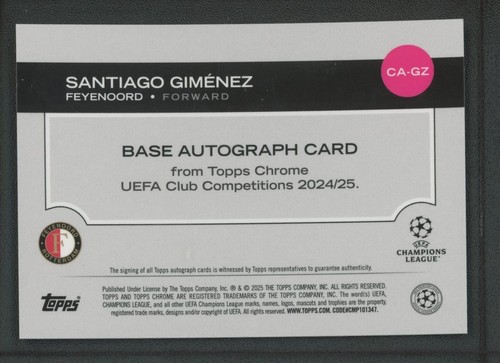 CA-GZ
SANTIAGO GIMÉNEZ
FEYENOORD • FORWARD
BASE AUTOGRAPH CARD
from Topps Chrome
UEFA Club Competitions 2024/25.
FEYENOORD
ROTTERDAM
UEFA
CHAMPIONS
LEAGUE
The signing of all Topps autograph cards is witnessed by Topps representatives to guarantee authenticity.
topps
Published Under License by The Topps Company, Inc. ® & © 2025 THE TOPPS COMPANY, INC. ALL RIGHTS RESERVED.
TOPPS AND TOPPS CHROME ARE REGISTERED TRADEMARKS OF THE TOPPS COMPANY, INC. The word(s) UEFA,
CHAMPIONS LEAGUE, and all other UEFA Champions League marks, names, logos, mascots and trophies are the property,
registered trade marks, designs and/or copyright of UEFA. All rights reserved. WWW.TOPPS.COM. CODE#CMP101347.